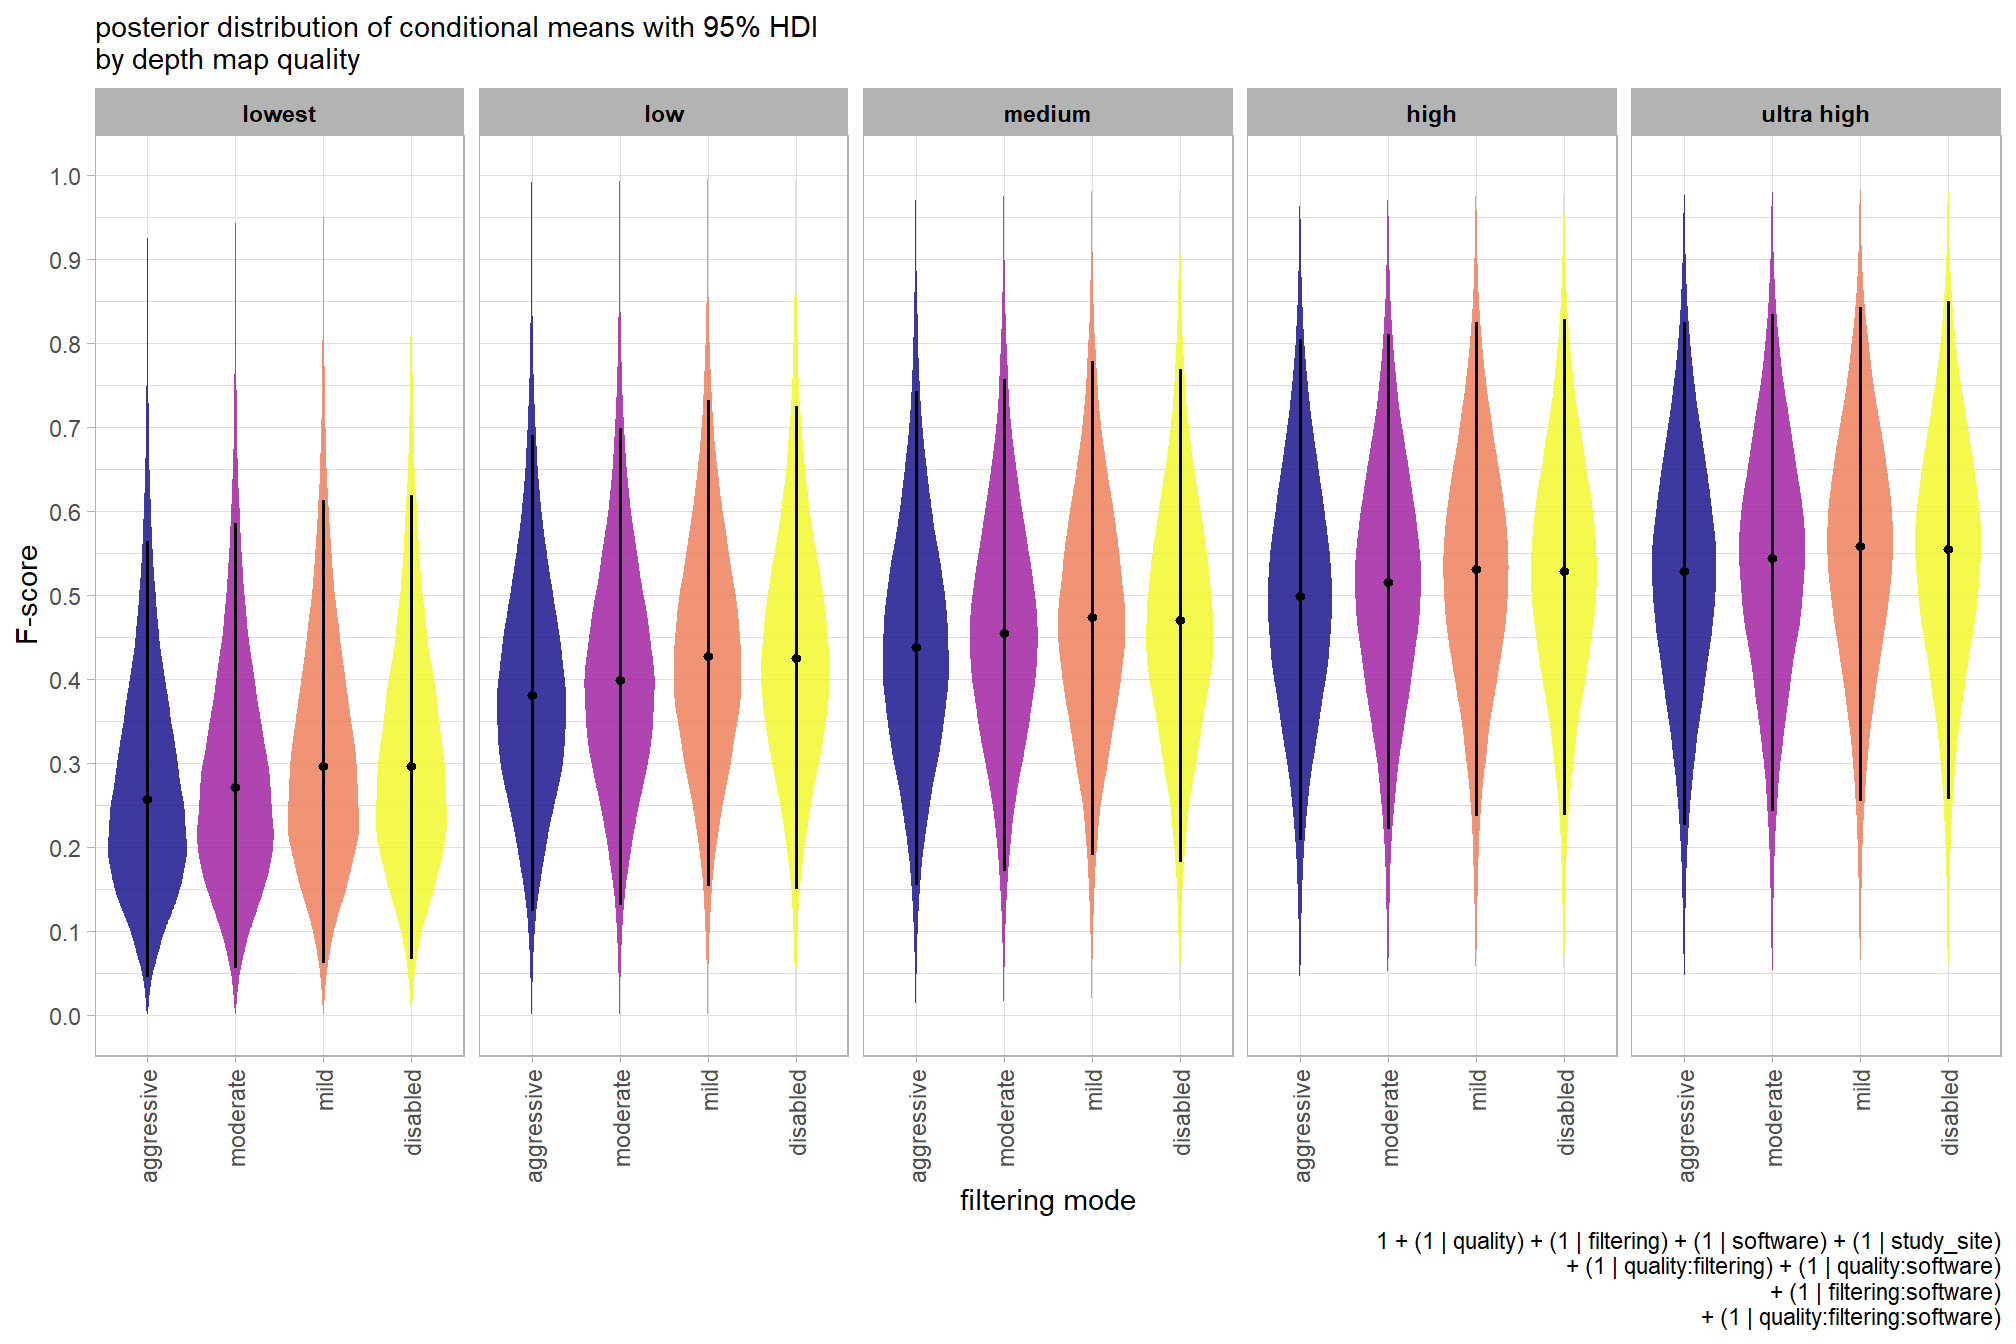 posterior distribution of conditional means with 95% HDI
by depth map quality
lowest
low
medium
high
ultra high
F-score
1.0
0.9
0.8
0.7
0.6
0.5
0.4
0.3
0.2
0.1
0.0
aggressive
moderate
mild
disabled
aggressive
moderate
mild
disabled
aggressive
moderate
mild
disabled
aggressive
moderate
mild
disabled
aggressive
moderate
mild
disabled
filtering mode
1 + (1 | quality) + (1 | filtering) + (1 | software) + (1 | study_site)
+ (1 | quality:filtering) + (1 | quality:software)
+ (1 | filtering:software)
+ (1 | quality:filtering:software)